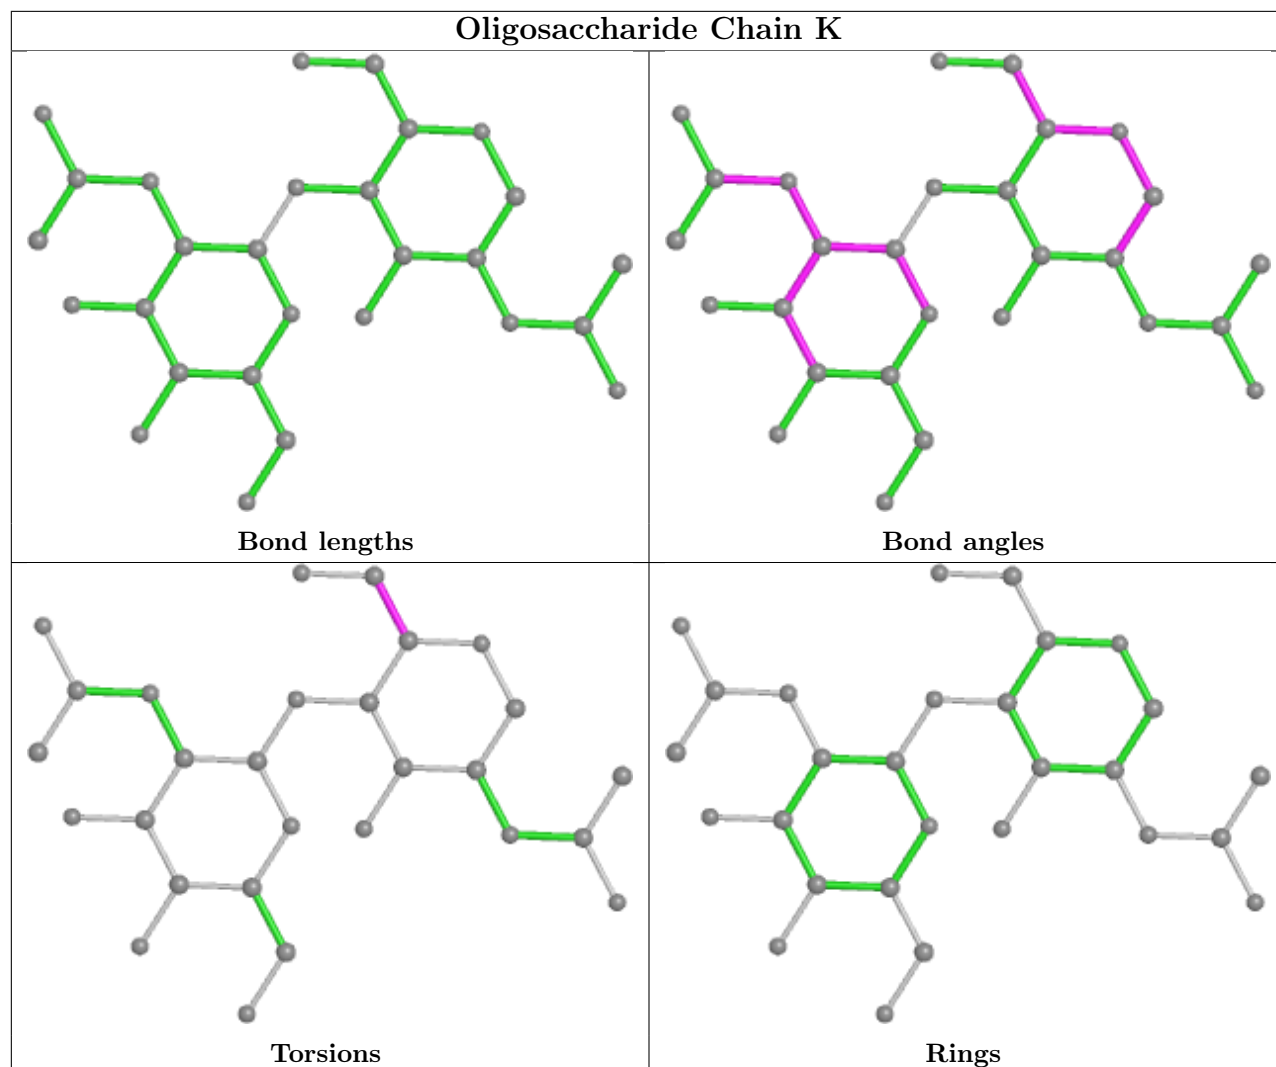 Oligosaccharide Chain K
Bond lengths
Bond angles
Torsions
Rings